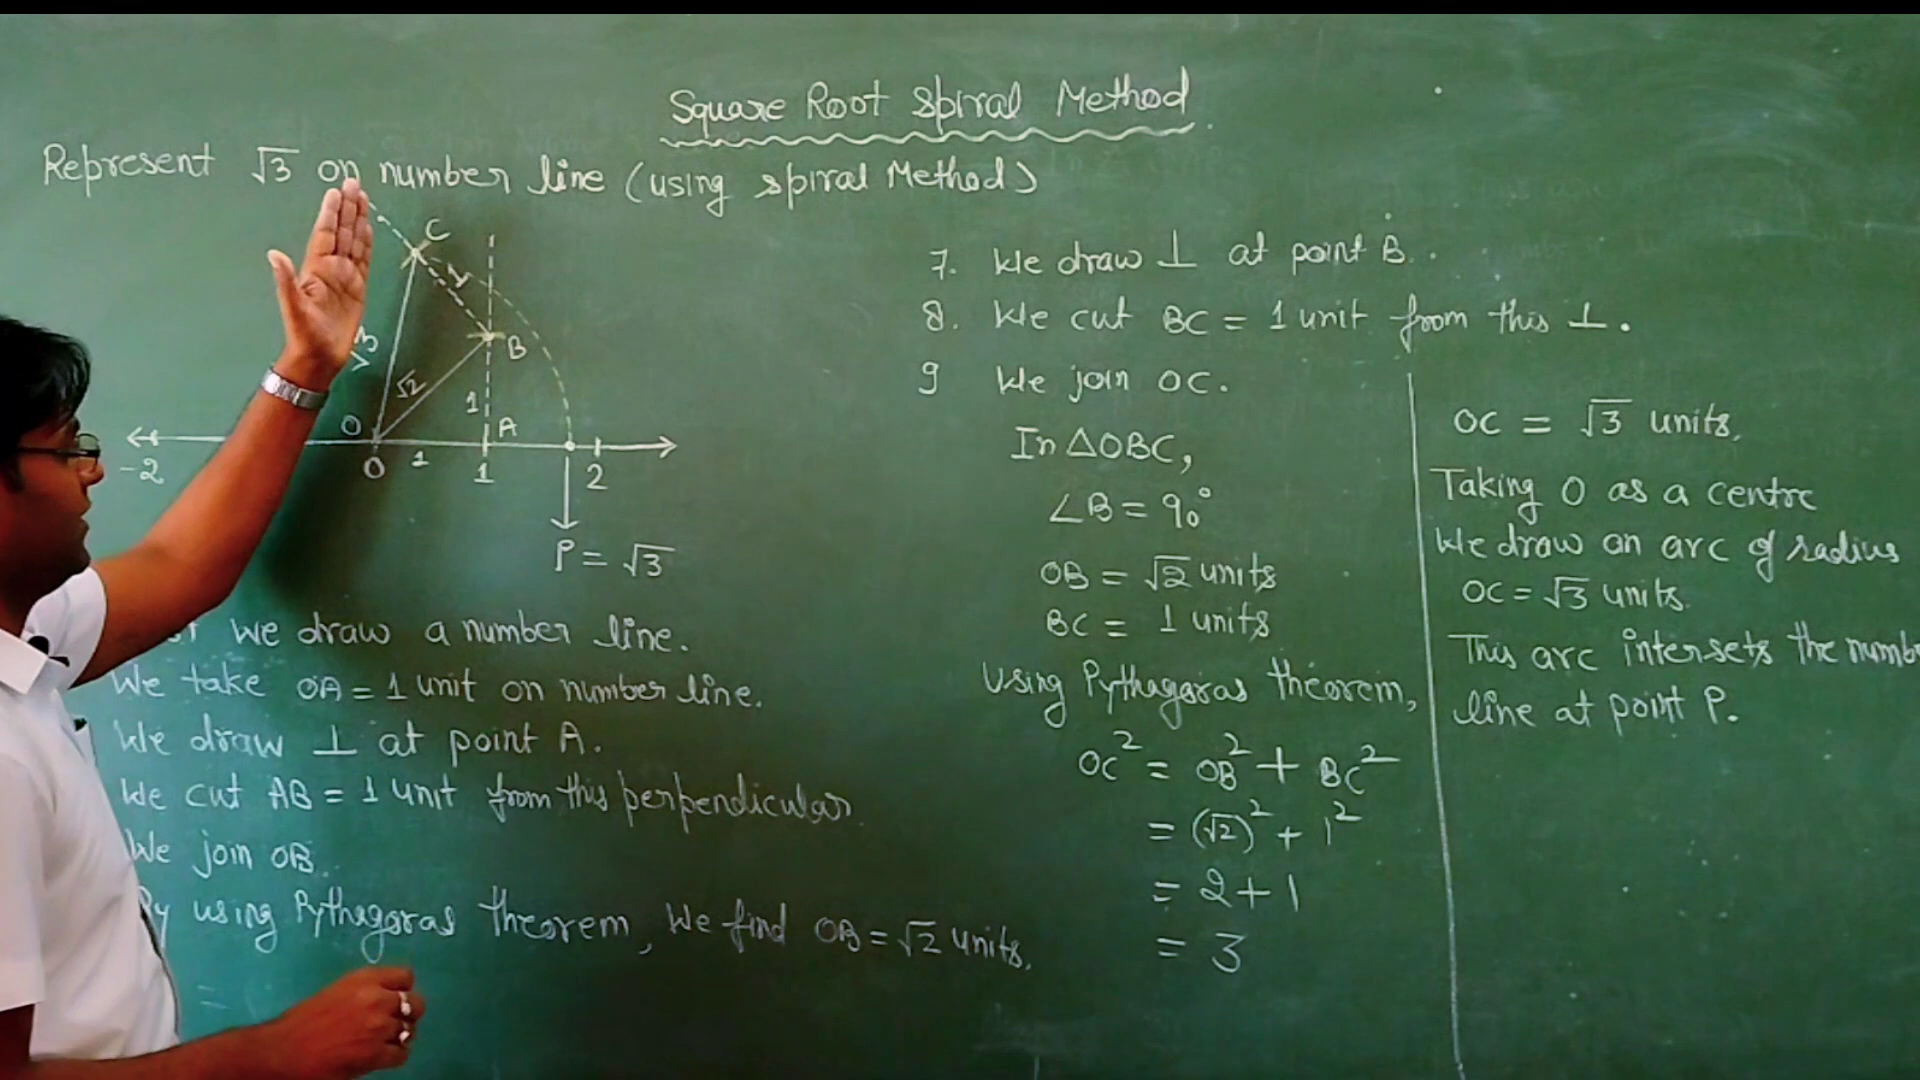 Square Root Spiral Method
Represent √3 on number line (using spiral Method)
C
1
B
√3
√2
1
O
A
-2
0
1
1
2
P = √3
we draw a number line.
We take OA = 1 unit on number line.
We draw ⊥ at point A.
We cut AB = 1 unit from this perpendicular.
We join OB.
By using Pythagoras theorem, We find OB = √2 units.
=
7. We draw ⊥ at point B.
8. We cut BC = 1 unit from this ⊥.
9 We join OC.
In △OBC,
∠B = 90°
OB = √2 units
BC = 1 units
Using Pythagoras theorem,
OC² = OB² + BC²
= (√2)² + 1²
= 2 + 1
= 3
OC = √3 units.
Taking O as a centre
We draw an arc of radius
OC = √3 units.
This arc intersets the numbe
line at point P.